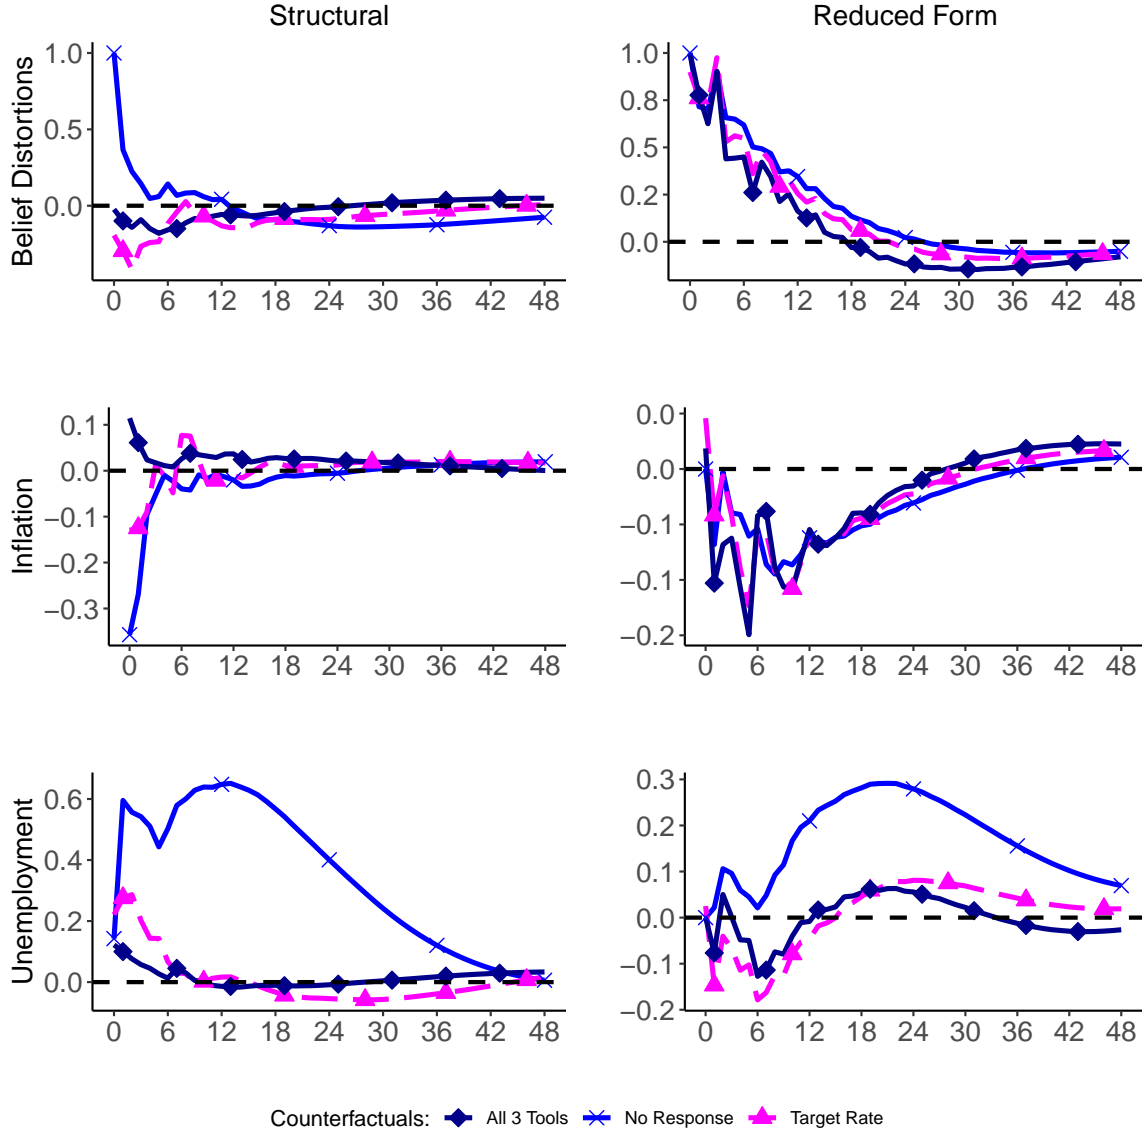 Structural
Reduced Form
Belief Distortions
1.0
0.5
0.0
0 6 12 18 24 30 36 42 48
1.0
0.8
0.5
0.2
0.0
0 6 12 18 24 30 36 42 48
Inflation
0.1
0.0
−0.1
−0.2
−0.3
0 6 12 18 24 30 36 42 48
0.0
0.0
−0.1
−0.1
−0.2
0 6 12 18 24 30 36 42 48
Unemployment
0.6
0.4
0.2
0.0
0 6 12 18 24 30 36 42 48
0.3
0.2
0.1
0.0
−0.1
−0.2
0 6 12 18 24 30 36 42 48
Counterfactuals: All 3 Tools No Response Target Rate